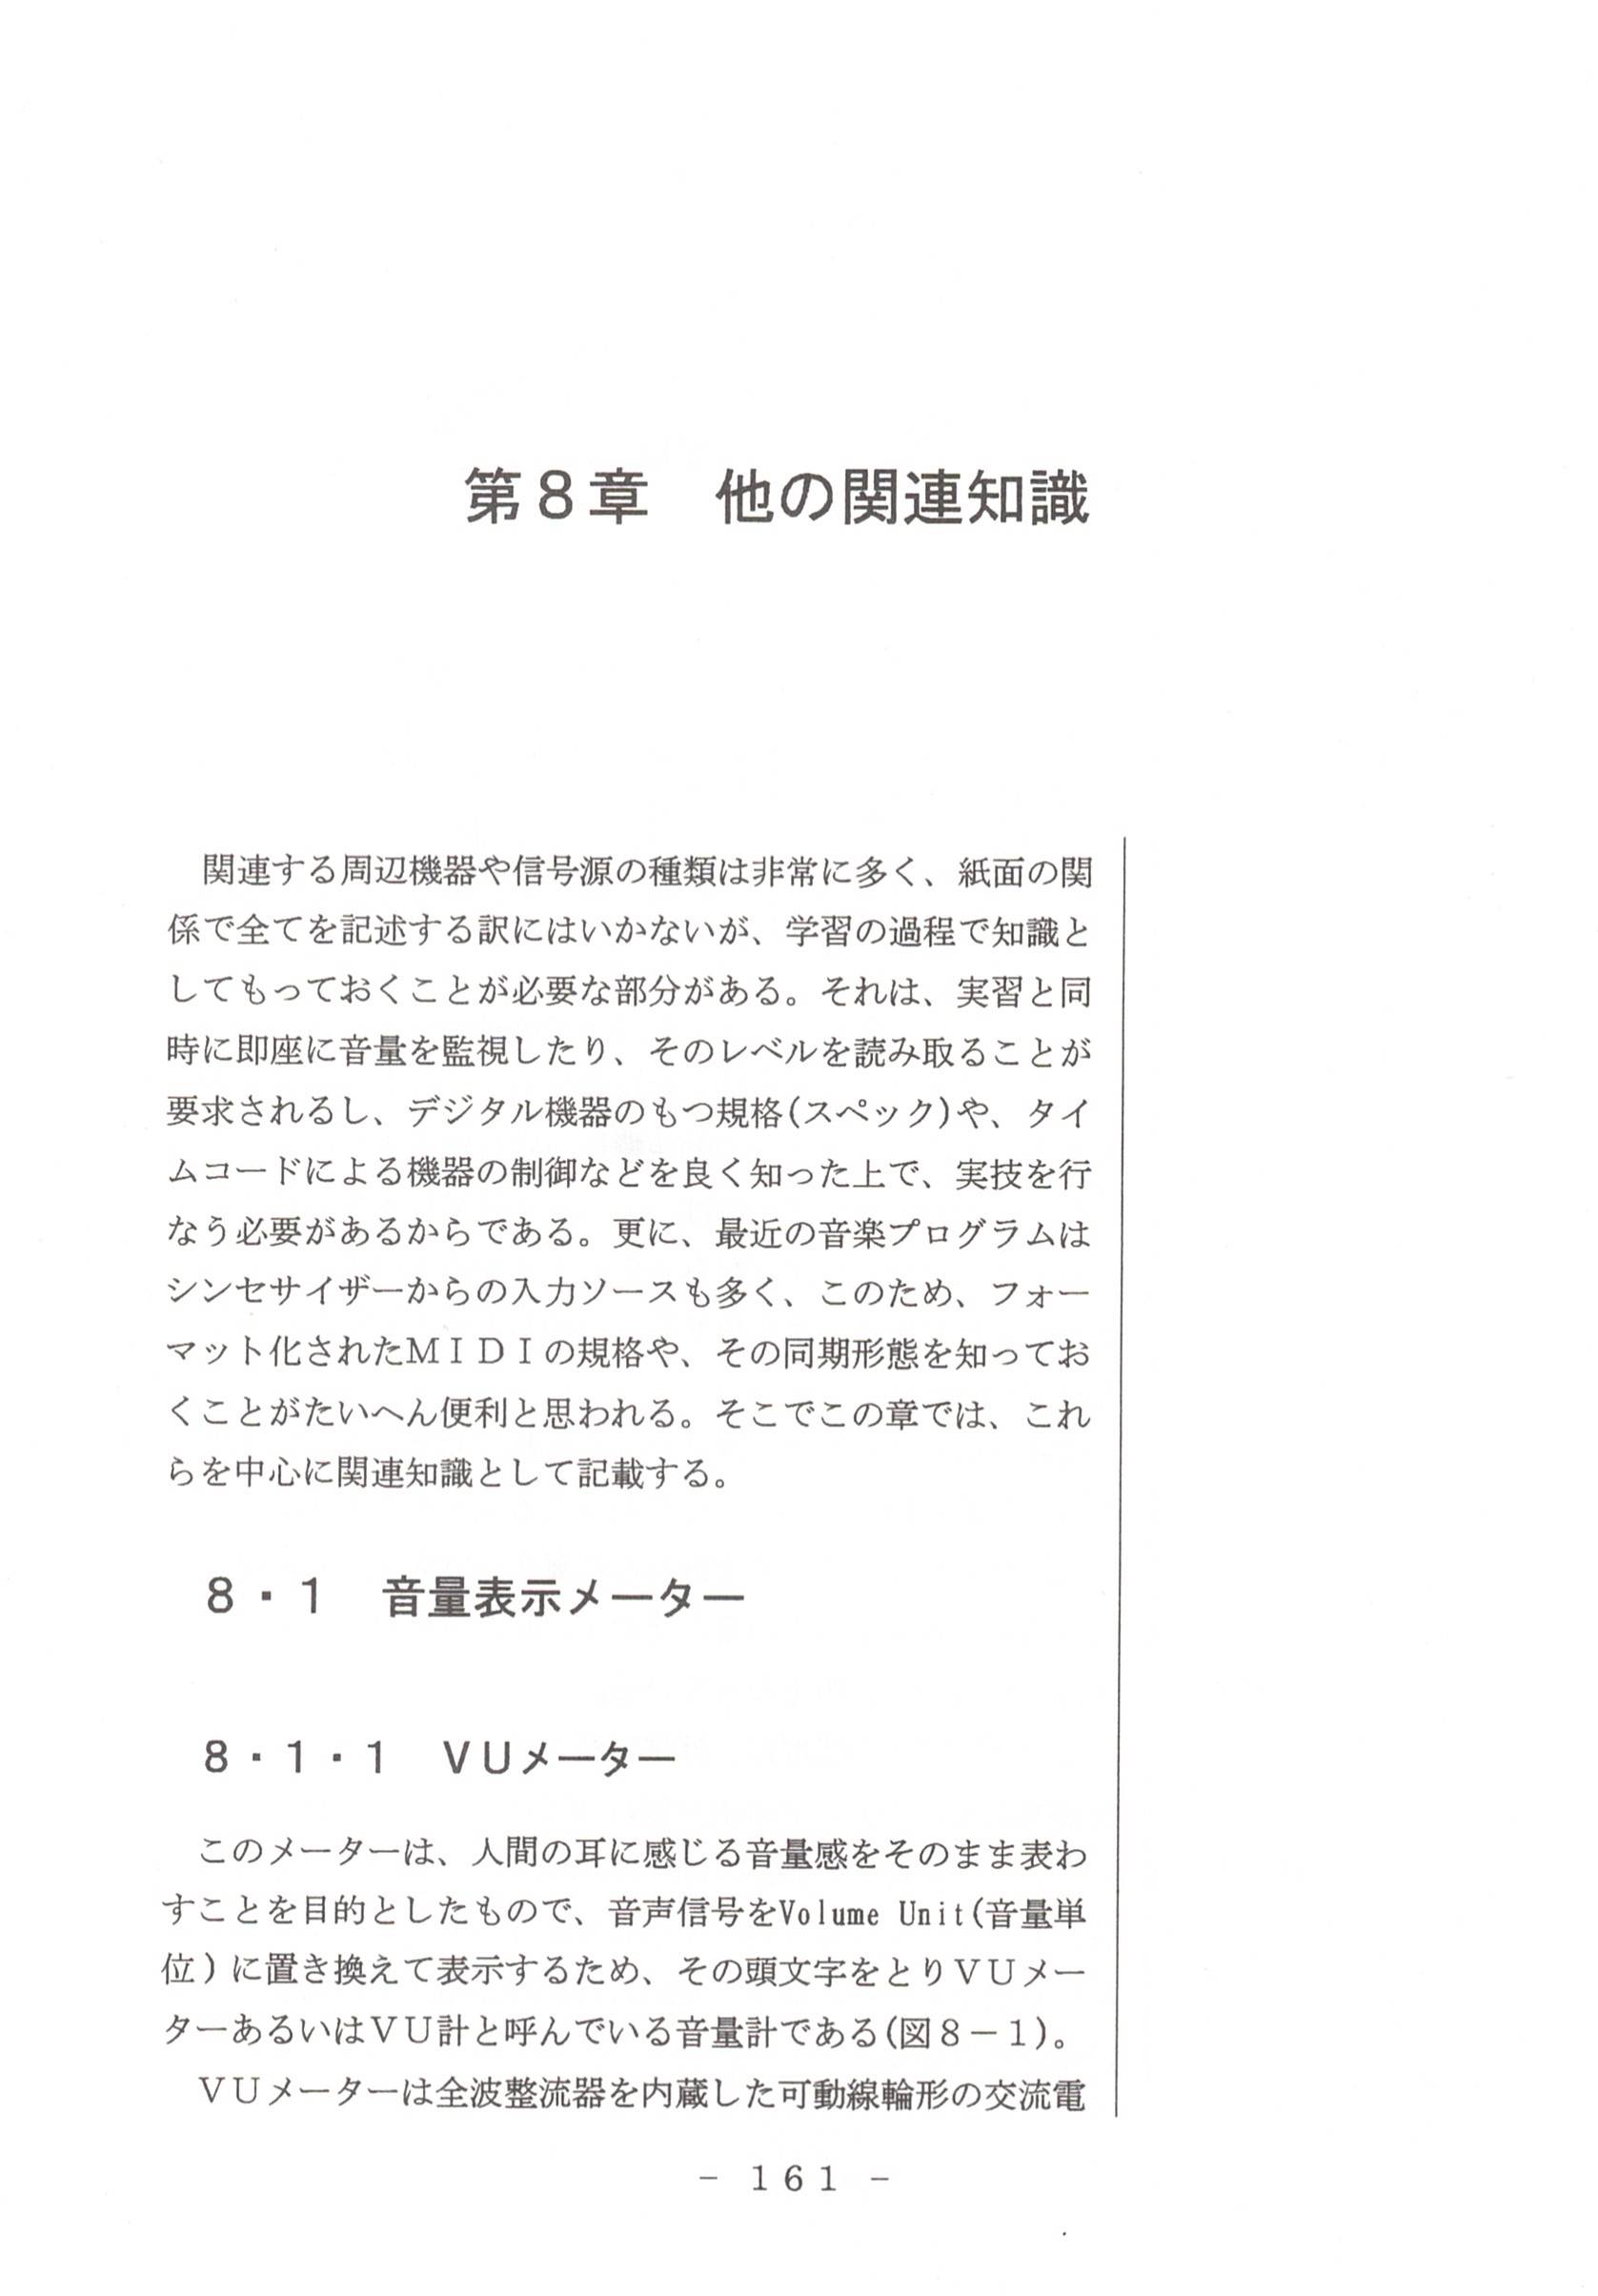 第８章　他の関連知識
関連する周辺機器や信号源の種類は非常に多く、紙面の関
係で全てを記述する訳にはいかないが、学習の過程で知識と
してもっておくことが必要な部分がある。それは、実習と同
時に即座に音量を監視したり、そのレベルを読み取ることが
要求されるし、デジタル機器のもつ規格(スペック)や、タイ
ムコードによる機器の制御などを良く知った上で、実技を行
なう必要があるからである。更に、最近の音楽プログラムは
シンセサイザーからの入力ソースも多く、このため、フォー
マット化されたＭＩＤＩの規格や、その同期形態を知ってお
くことがたいへん便利と思われる。そこでこの章では、これ
らを中心に関連知識として記載する。
８・１　音量表示メーター
８・１・１　ＶＵメーター
このメーターは、人間の耳に感じる音量感をそのまま表わ
すことを目的としたもので、音声信号をVolume Unit(音量単
位）に置き換えて表示するため、その頭文字をとりＶＵメー
ターあるいはＶＵ計と呼んでいる音量計である(図８－１)。
ＶＵメーターは全波整流器を内蔵した可動線輪形の交流電
－ 161 －